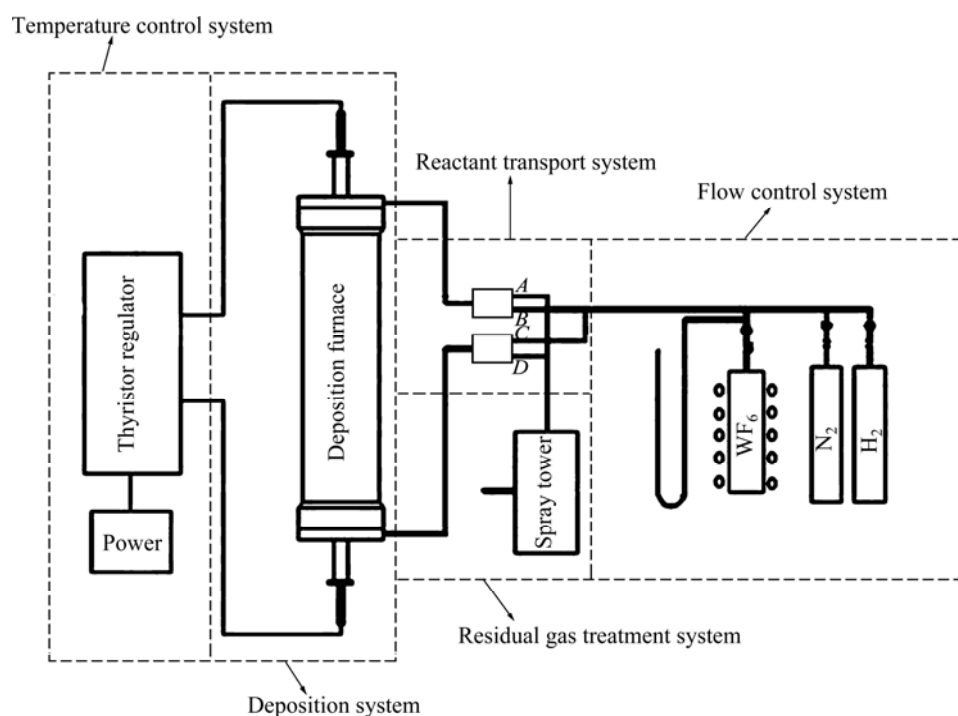 Temperature control system
Reactant transport system
Flow control system
Thyristor regulator
Power
Deposition furnace
A
B
C
D
Spray tower
WF6
N2
H2
Residual gas treatment system
Deposition system